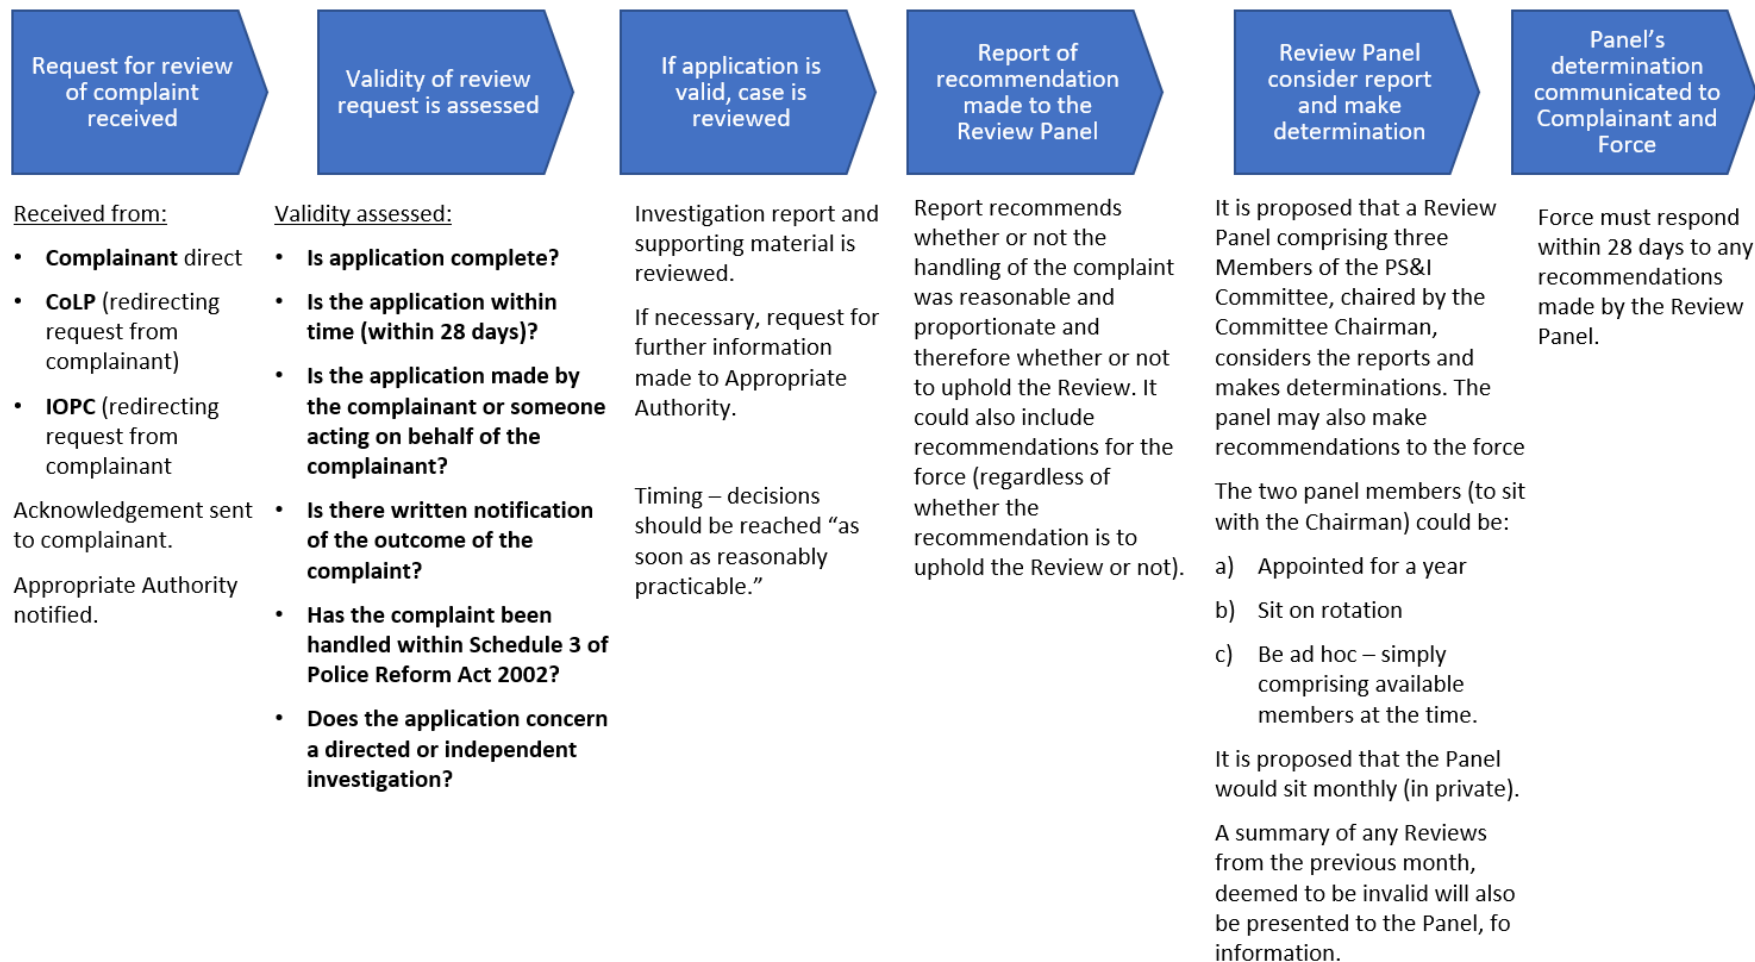 Request for review
of complaint
received
Validity of review
request is assessed
If application is
valid, case is
reviewed
Report of
recommendation
made to the
Review Panel
Review Panel
consider report
and make
determination
Panel's
determination
communicated to
Complainant and
Force
Received from:
• Complainant direct
• CoLP (redirecting
request from
complainant)
• IOPC (redirecting
request from
complainant
Acknowledgement sent
to complainant.
Appropriate Authority
notified.
Validity assessed:
• Is application complete?
• Is the application within
time (within 28 days)?
• Is the application made by
the complainant or someone
acting on behalf of the
complainant?
• Is there written notification
of the outcome of the
complaint?
• Has the complaint been
handled within Schedule 3 of
Police Reform Act 2002?
• Does the application concern
a directed or independent
investigation?
Investigation report and
supporting material is
reviewed.
If necessary, request for
further information
made to Appropriate
Authority.
Timing – decisions
should be reached “as
soon as reasonably
practicable.”
Report recommends
whether or not the
handling of the complaint
was reasonable and
proportionate and
therefore whether or not
to uphold the Review. It
could also include
recommendations for the
force (regardless of
whether the
recommendation is to
uphold the Review or not).
It is proposed that a Review
Panel comprising three
Members of the PS&I
Committee, chaired by the
Committee Chairman,
considers the reports and
makes determinations. The
panel may also make
recommendations to the force
The two panel members (to sit
with the Chairman) could be:
a) Appointed for a year
b) Sit on rotation
c) Be ad hoc – simply
comprising available
members at the time.
It is proposed that the Panel
would sit monthly (in private).
A summary of any Reviews
from the previous month,
deemed to be invalid will also
be presented to the Panel, fo
information.
Force must respond
within 28 days to any
recommendations
made by the Review
Panel.